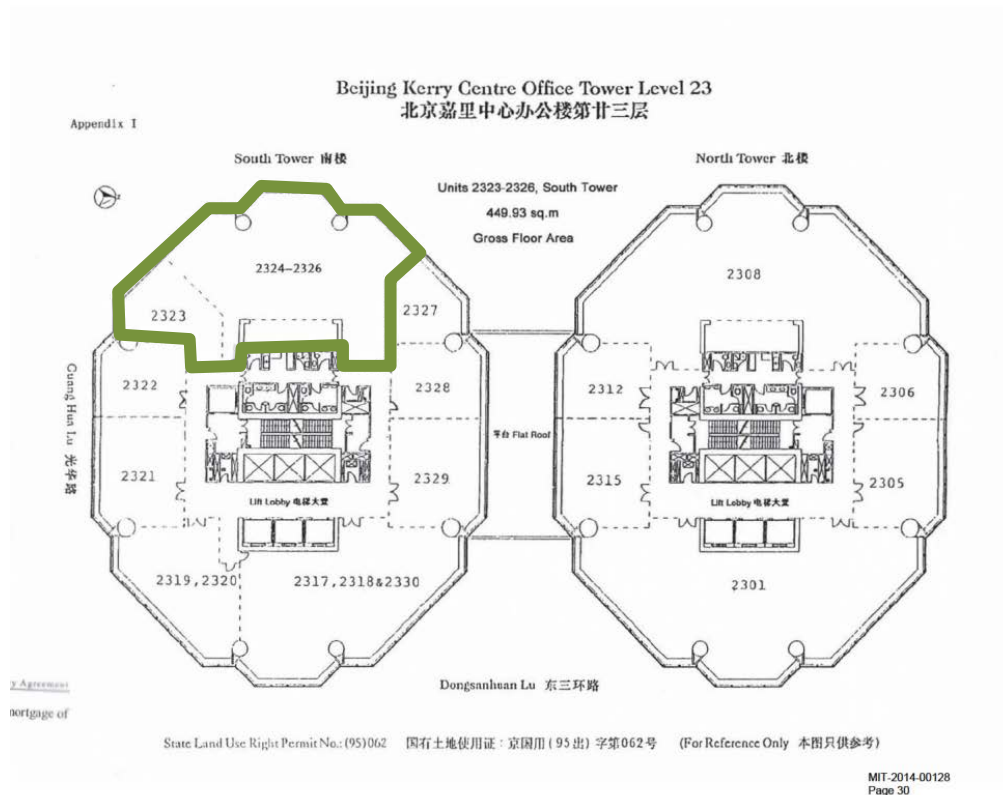 Beijing Kerry Centre Office Tower Level 23
北京嘉里中心办公楼第廿三层
Appendix I
South Tower 南楼
North Tower 北楼
Units 2323-2326, South Tower
449.93 sq.m
Gross Floor Area
2324-2326
2308
2323
2327
2322
2328
2312
2306
Guang Hua Lu 光华路
平台 Flat Roof
2321
2329
2315
2305
Lift Lobby 电梯大堂
Lift Lobby 电梯大堂
2319,2320
2317,2318&2330
2301
y Agreement
Dongsanhuan Lu 东三环路
mortgage of
State Land Use Right Permit No.: (95)062 国有土地使用证：京国用(95出)字第062号 (For Reference Only 本图只供参考)
MIT-2014-00128
Page 30